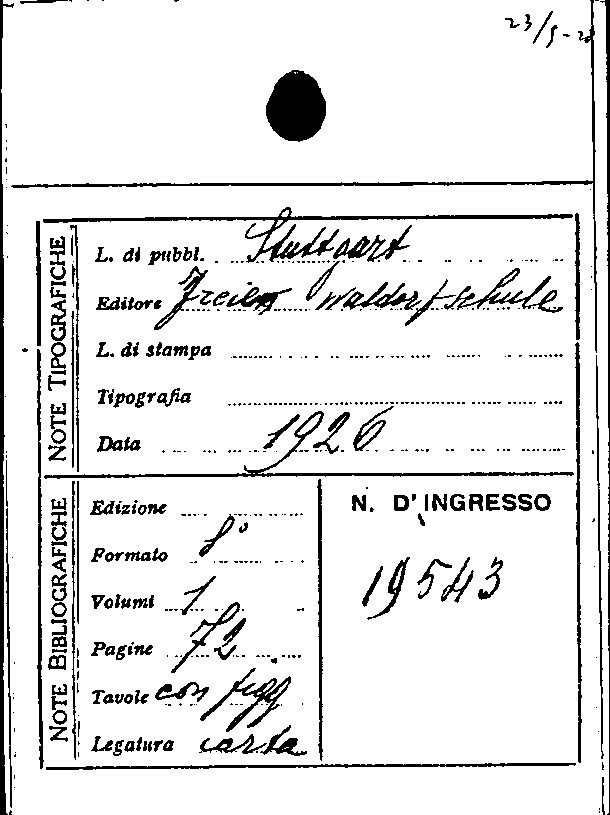 23/5-28
NOTE TIPOGRAFICHE
L. di pubbl. Stuttgart
Editore Freien Waldorfschule
L. di stampa
Tipografia
Data 1926
NOTE BIBLIOGRAFICHE
Edizione
Formato 8°
Volumi 1
Pagine 72
Tavole con figg
Legatura carta
N. D'INGRESSO
19543